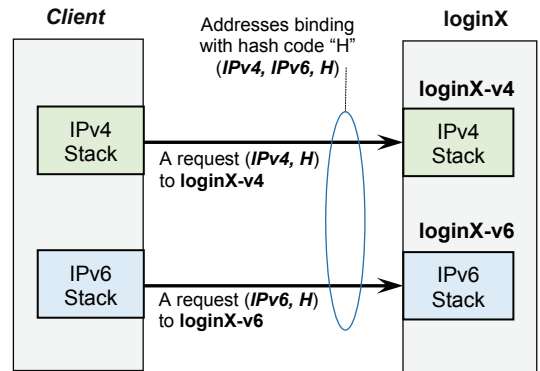 Client
Addresses binding
with hash code “H”
(IPv4, IPv6, H)
loginX
loginX-v4
IPv4
Stack
IPv4
Stack
A request (IPv4, H)
to loginX-v4
loginX-v6
IPv6
Stack
IPv6
Stack
A request (IPv6, H)
to loginX-v6